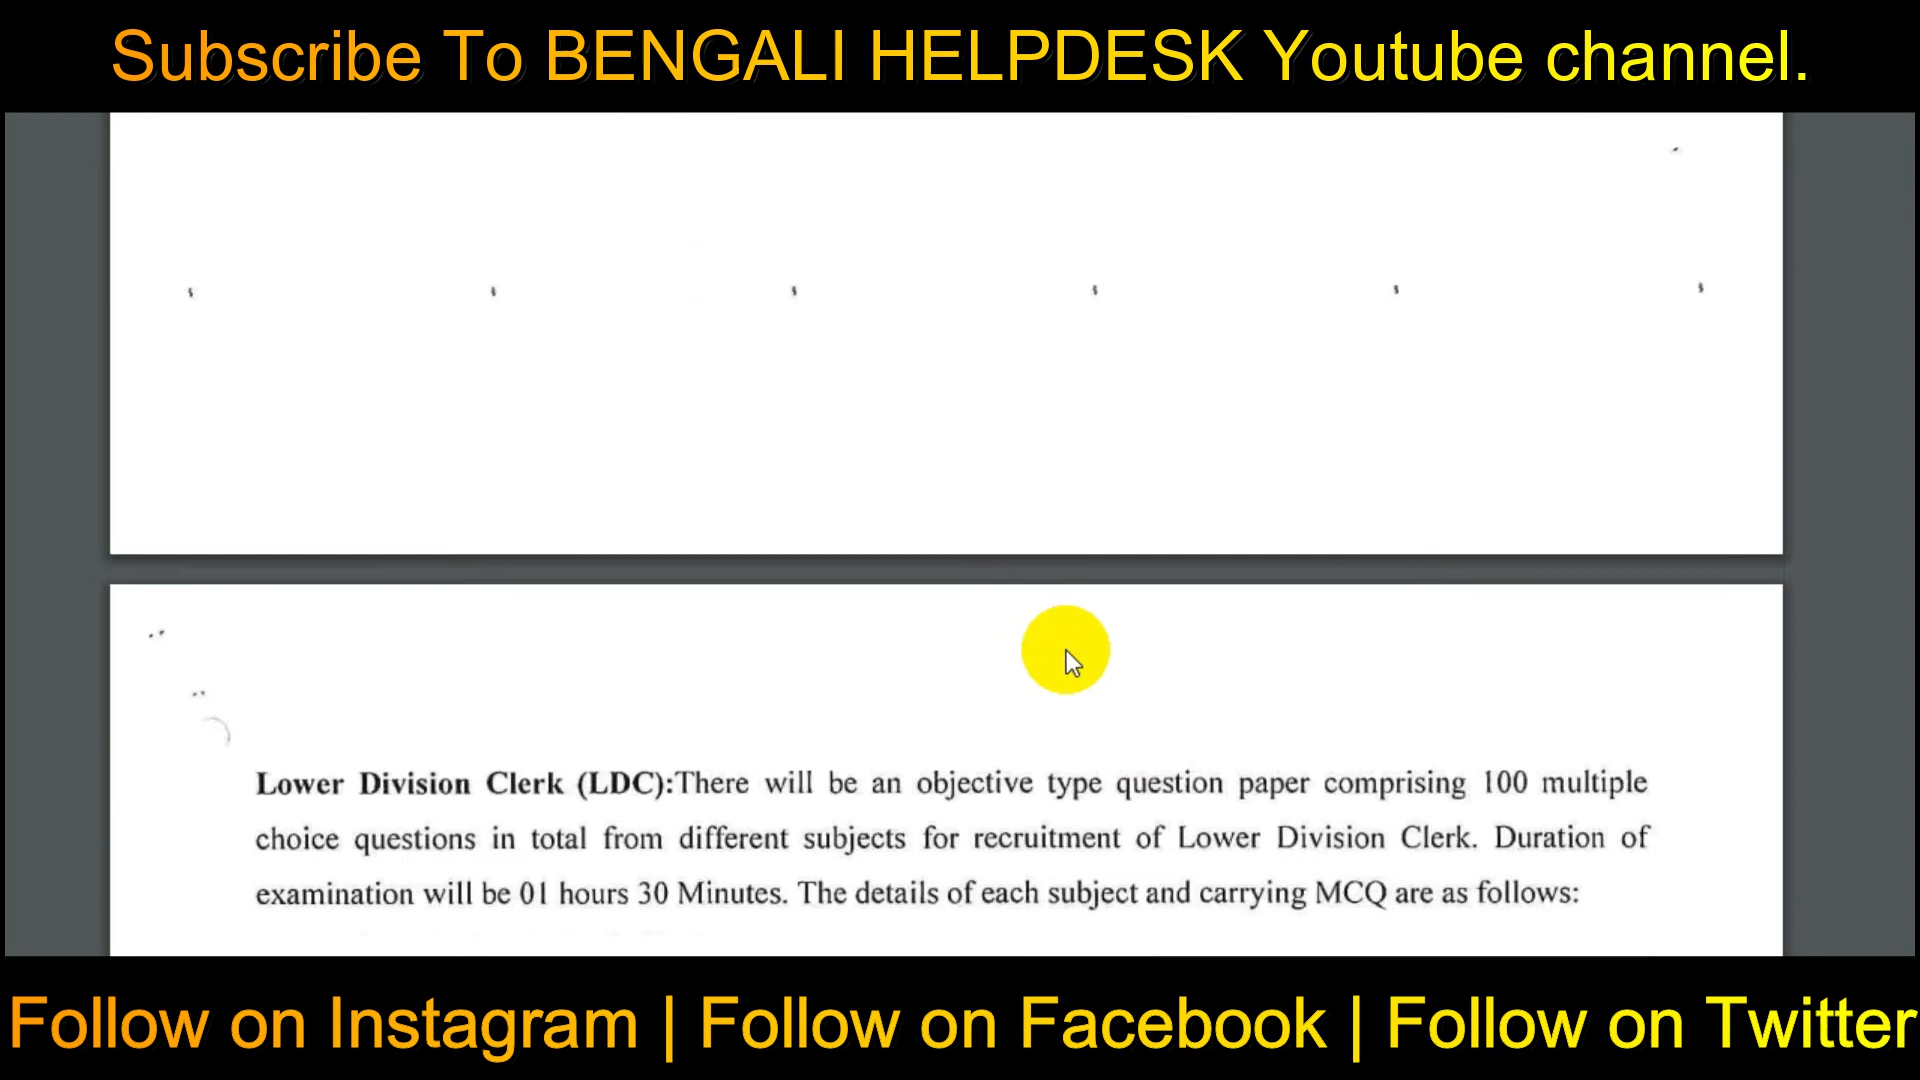 Subscribe To BENGALI HELPDESK Youtube channel.
Lower Division Clerk (LDC):There will be an objective type question paper comprising 100 multiple
choice questions in total from different subjects for recruitment of Lower Division Clerk. Duration of
examination will be 01 hours 30 Minutes. The details of each subject and carrying MCQ are as follows:
Follow on Instagram | Follow on Facebook | Follow on Twitter